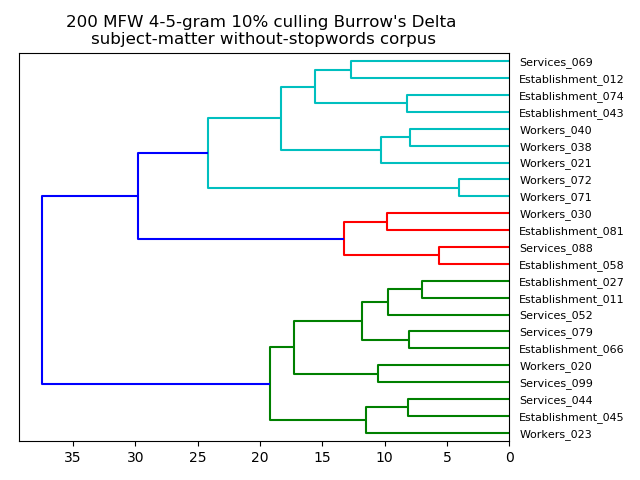 200 MFW 4-5-gram 10% culling Burrow's Delta
subject-matter without-stopwords corpus
Services_069
Establishment_012
Establishment_074
Establishment_043
Workers_040
Workers_038
Workers_021
Workers_072
Workers_071
Workers_030
Establishment_081
Services_088
Establishment_058
Establishment_027
Establishment_011
Services_052
Services_079
Establishment_066
Workers_020
Services_099
Services_044
Establishment_045
Workers_023
35 30 25 20 15 10 5 0